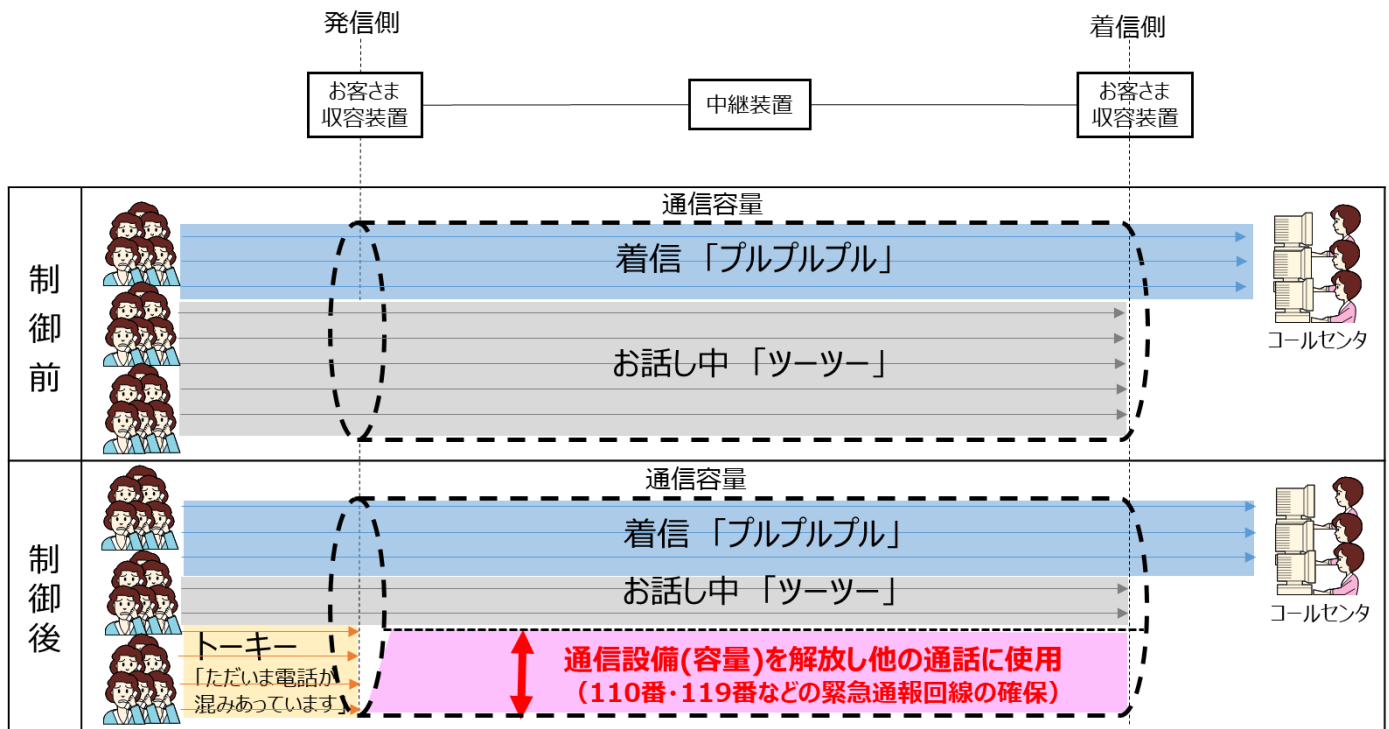 発信側
着信側
お客さま
収容装置
中継装置
お客さま
収容装置
制御前
通信容量
着信 「プルプルプル」
お話し中 「ツーツー」
コールセンタ
制御後
通信容量
着信 「プルプルプル」
お話し中 「ツーツー」
コールセンタ
トーキー
「ただいま電話が
混みあっています」
通信設備(容量)を解放し他の通話に使用
（110番・119番などの緊急通報回線の確保）